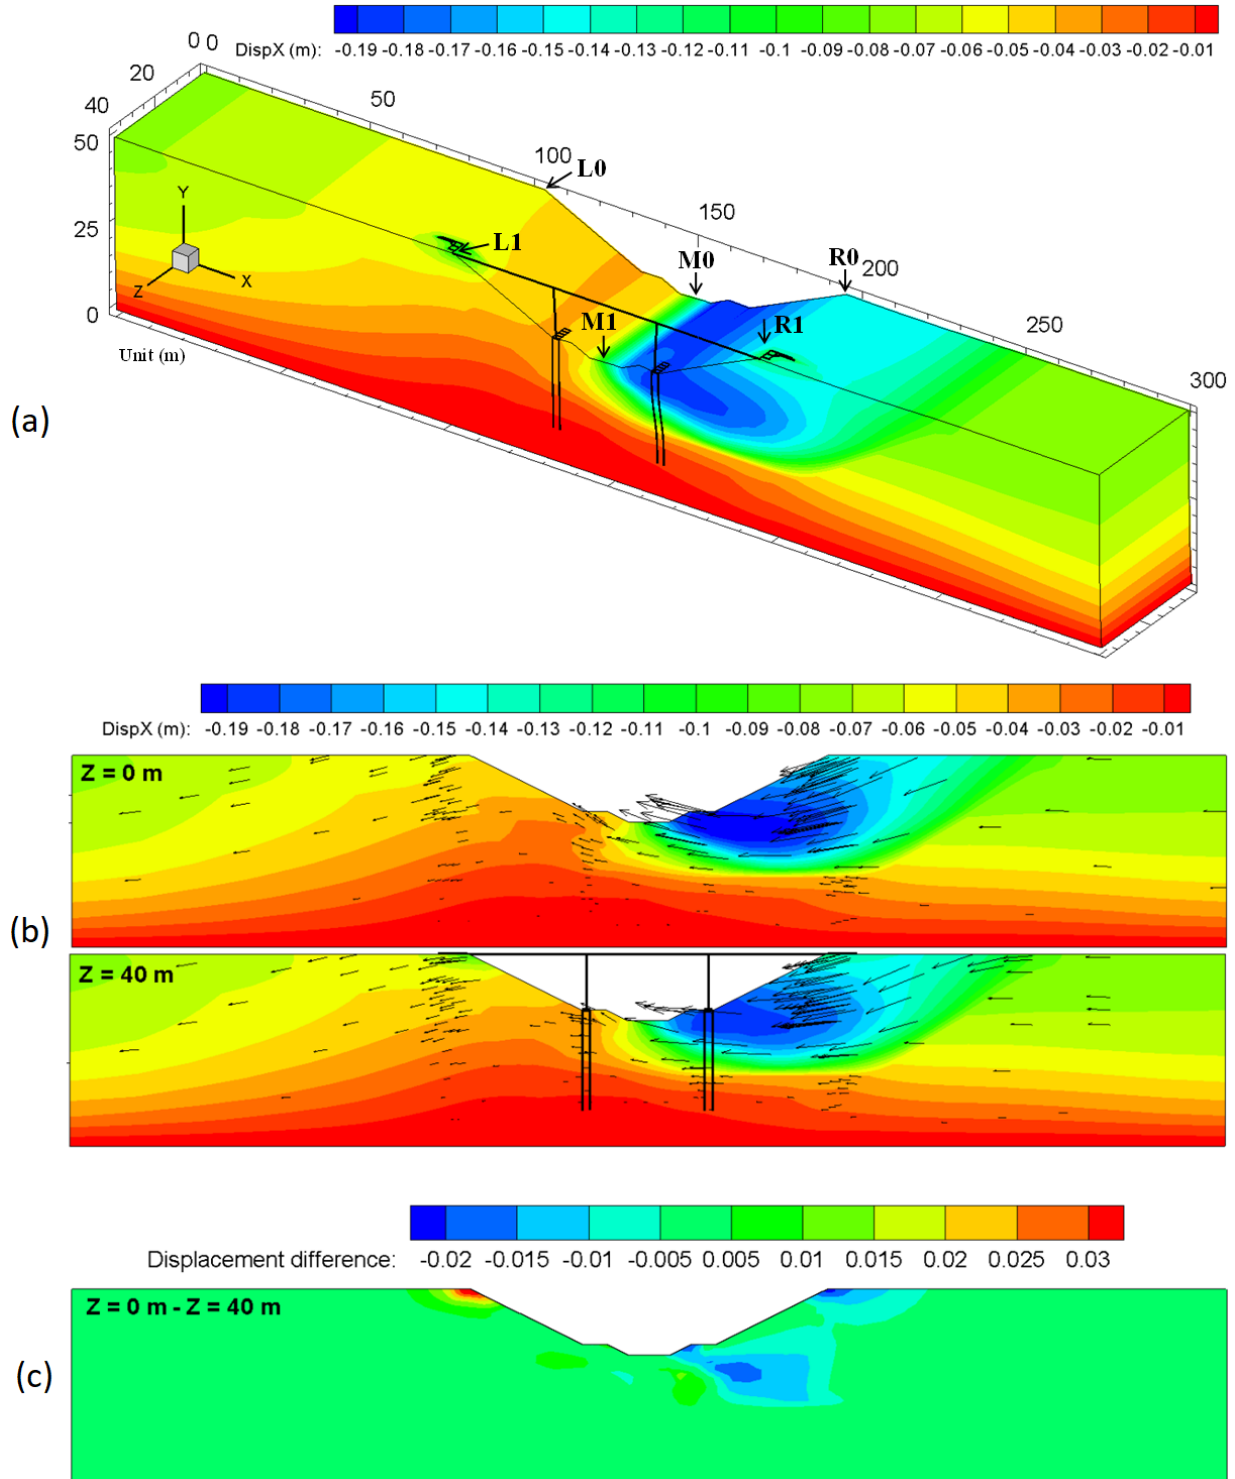 DispX (m): -0.19 -0.18 -0.17 -0.16 -0.15 -0.14 -0.13 -0.12 -0.11 -0.1 -0.09 -0.08 -0.07 -0.06 -0.05 -0.04 -0.03 -0.02 -0.01
0 0
20
40
50
50
100
L0
150
M0
R0
200
Y
25
L1
250
X
Z
0
M1
R1
Unit (m)
300
(a)
DispX (m): -0.19 -0.18 -0.17 -0.16 -0.15 -0.14 -0.13 -0.12 -0.11 -0.1 -0.09 -0.08 -0.07 -0.06 -0.05 -0.04 -0.03 -0.02 -0.01
Z = 0 m
(b)
Z = 40 m
Displacement difference: -0.02 -0.015 -0.01 -0.005 0.005 0.01 0.015 0.02 0.025 0.03
Z = 0 m - Z = 40 m
(c)